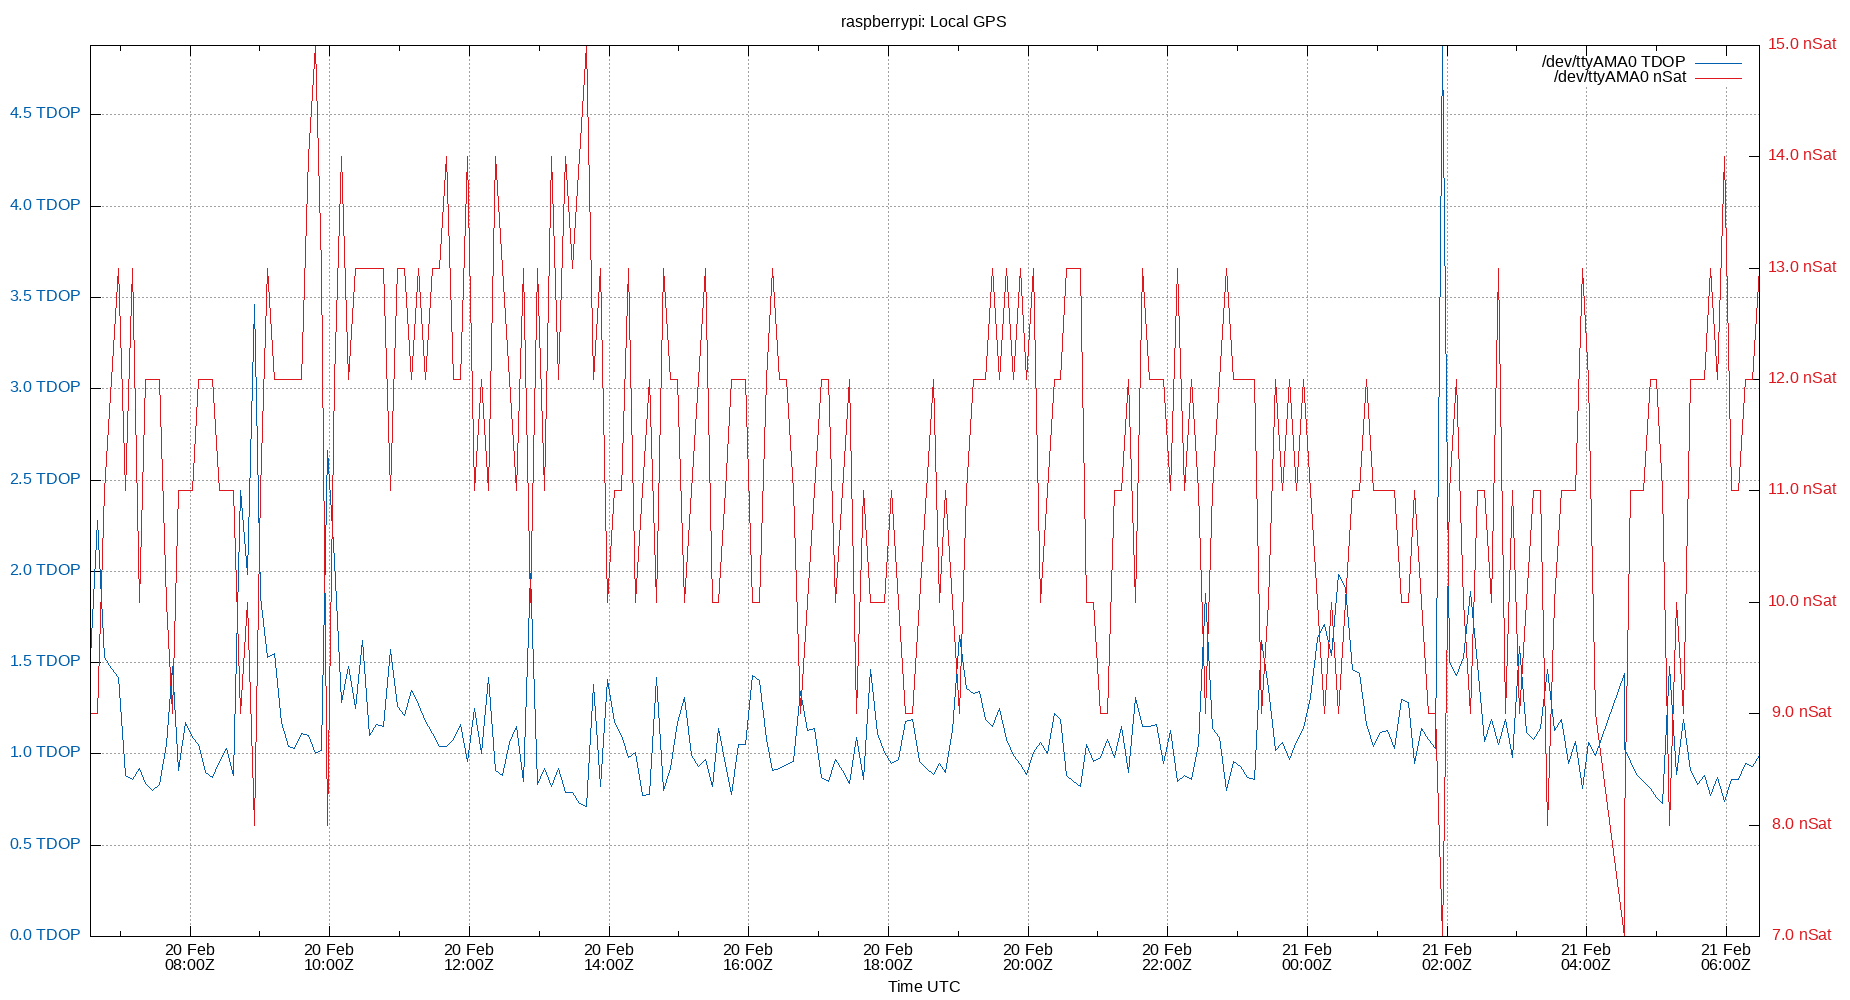 raspberrypi: Local GPS
/dev/ttyAMA0 TDOP
/dev/ttyAMA0 nSat
4.5 TDOP
4.0 TDOP
3.5 TDOP
3.0 TDOP
2.5 TDOP
2.0 TDOP
1.5 TDOP
1.0 TDOP
0.5 TDOP
0.0 TDOP
15.0 nSat
14.0 nSat
13.0 nSat
12.0 nSat
11.0 nSat
10.0 nSat
9.0 nSat
8.0 nSat
7.0 nSat
20 Feb
08:00Z
20 Feb
10:00Z
20 Feb
12:00Z
20 Feb
14:00Z
20 Feb
16:00Z
20 Feb
18:00Z
20 Feb
20:00Z
20 Feb
22:00Z
21 Feb
00:00Z
21 Feb
02:00Z
21 Feb
04:00Z
21 Feb
06:00Z
Time UTC